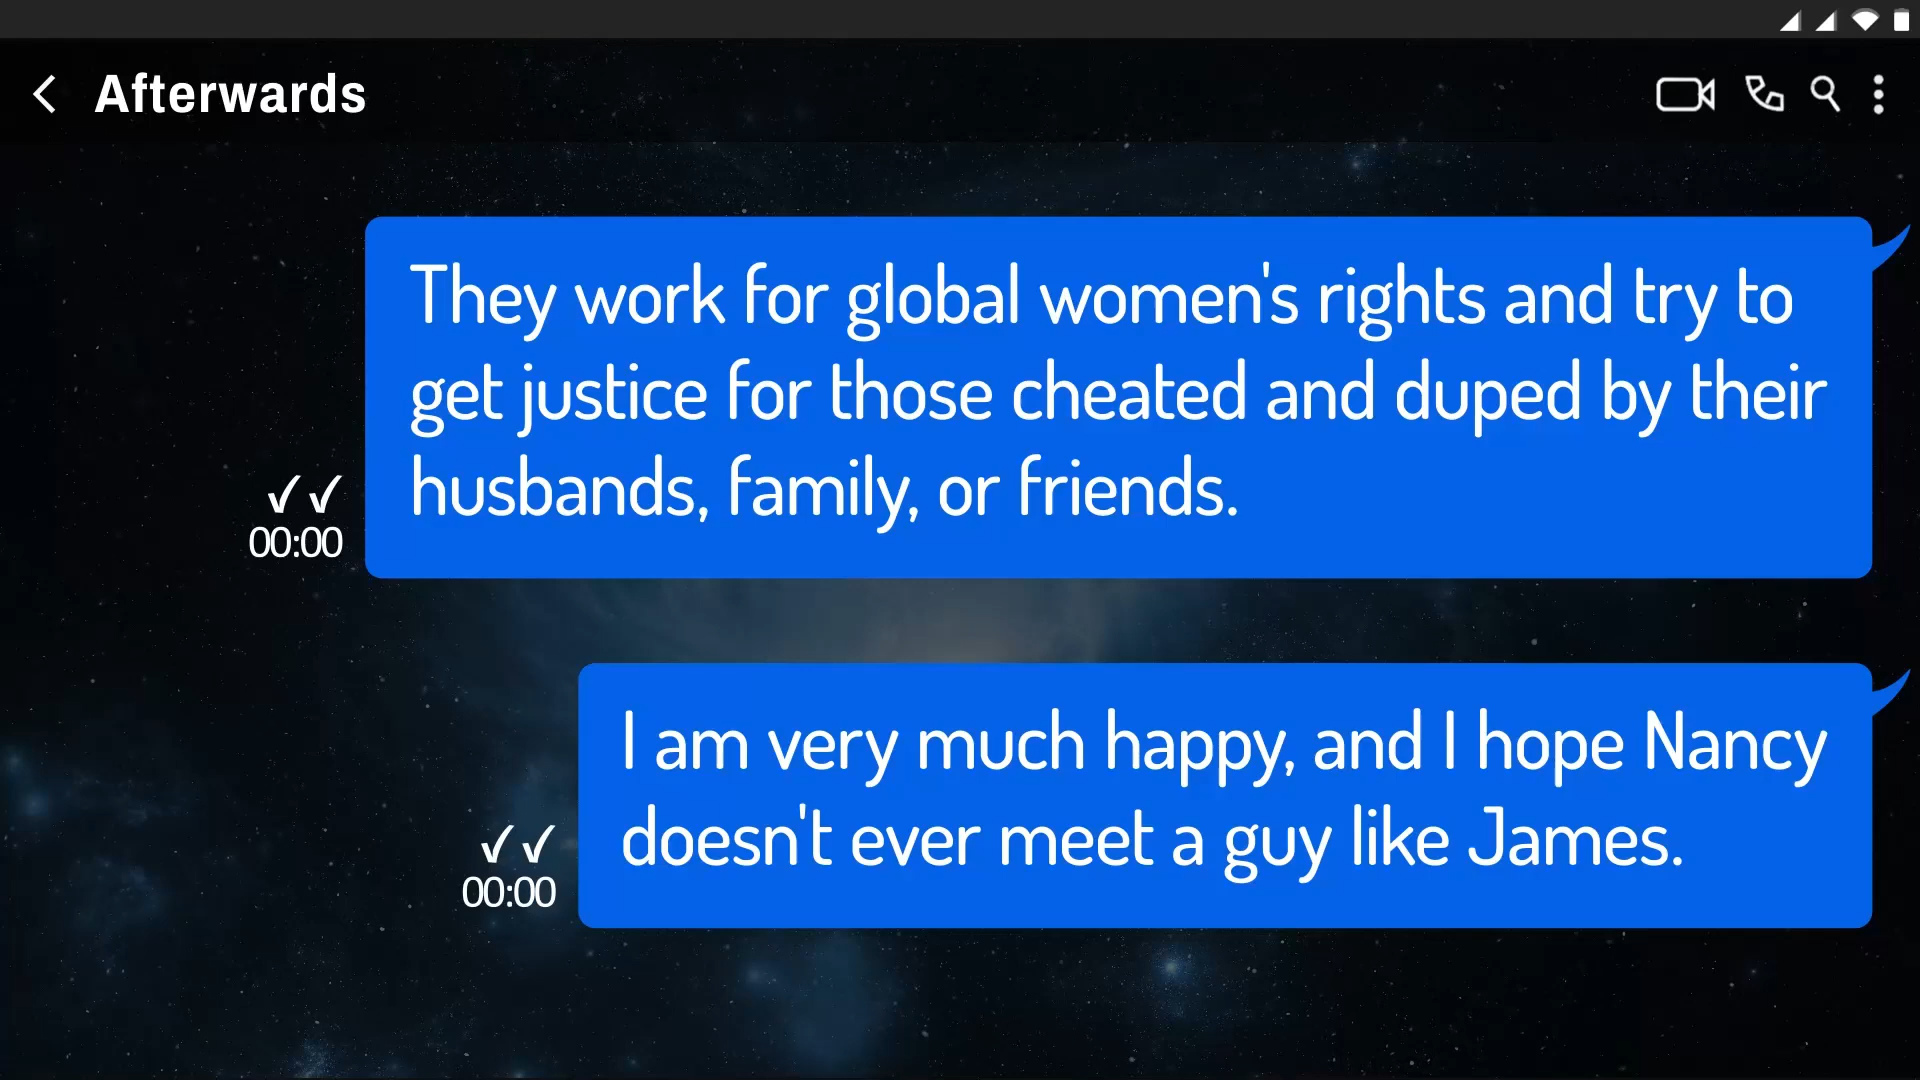 Afterwards
They work for global women's rights and try to
get justice for those cheated and duped by their
husbands, family, or friends.
✓✓
00:00
I am very much happy, and I hope Nancy
doesn't ever meet a guy like James.
✓✓
00:00